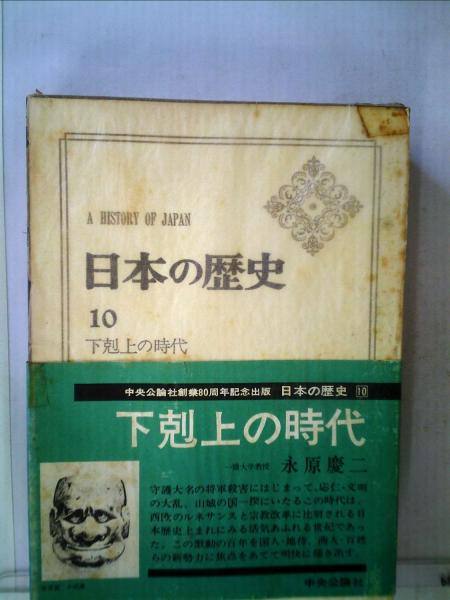 A HISTORY OF JAPAN
日本の歴史
10
下剋上の時代
中央公論社創業80周年記念出版 日本の歴史 10
下剋上の時代
一橋大学教授 永原慶二
守護大名の将軍殺害にはじまって、応仁・文明
の大乱、山城の国一揆にいたるこの時代は、
西欧のルネサンスと宗教改革に比肩される日
本歴史上まれにみる活気あふれる世紀であっ
た。この激動の百年を国人・地侍、商人・百姓
らの新勢力に焦点をあてて明快に描き出す。
中央公論社